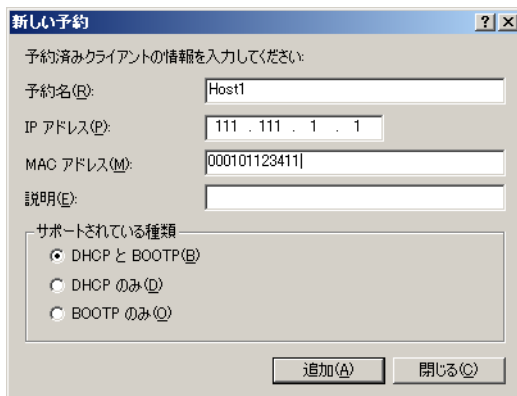 新しい予約
予約済みクライアントの情報を入力してください:
予約名(R): Host1
IP アドレス(P): 111 . 111 . 1 . 1
MAC アドレス(M): 000101123411
説明(E):
サポートされている種類
DHCP と BOOTP(B)
DHCP のみ(D)
BOOTP のみ(O)
追加(A) 閉じる(C)